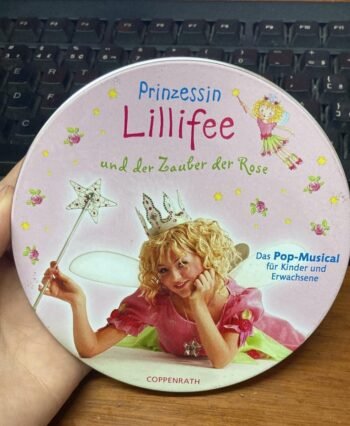 Prinzessin
Lillifee
und der Zauber der Rose
Das Pop-Musical
für Kinder und
Erwachsene
COPPENRATH